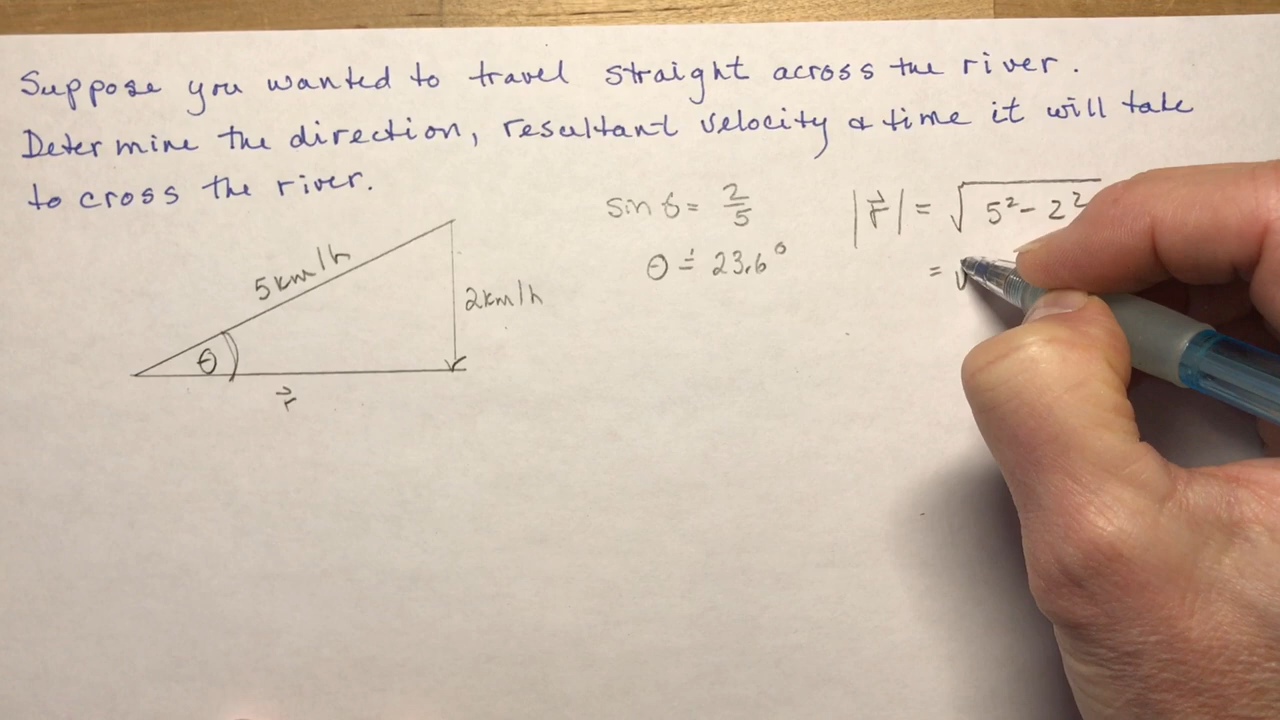 Suppose you wanted to travel straight across the river.
Determine the direction, resultant velocity & time it will take
to cross the river.
sin θ = 2/5
θ ≐ 23.6°
|r⃗| = √(5² - 2²)
= √
5km/h
2km/h
θ
r⃗